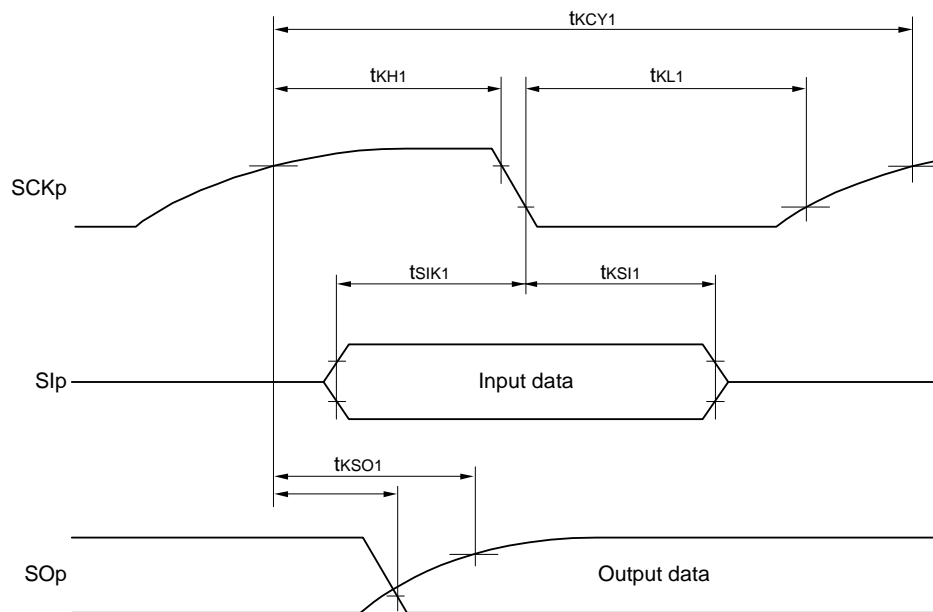 tKCY1
tKH1
tKL1
SCKp
tSIK1
tKSI1
SIp
Input data
tKSO1
SOp
Output data